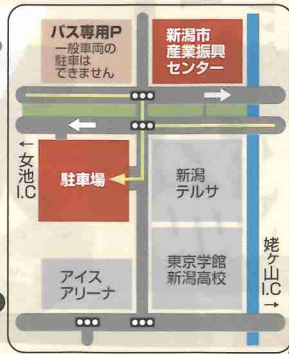 バス専用P
一般車両の
駐車は
できません
新潟市
産業振興
センター
←女池
I.C
駐車場
新潟
テルサ
アイス
アリーナ
東京学館
新潟高校
姥ヶ山
I.C→